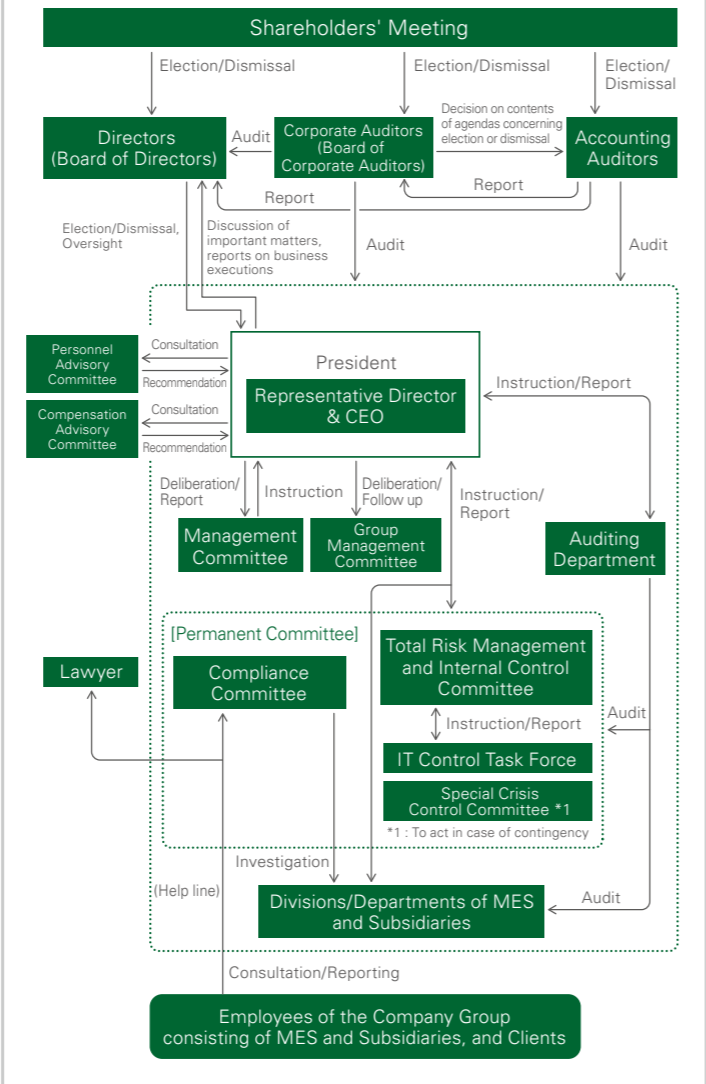 Shareholders' Meeting
Election/Dismissal
Election/Dismissal
Election/
Dismissal
Directors
(Board of Directors)
Audit
Corporate Auditors
(Board of
Corporate Auditors)
Decision on contents
of agendas concerning
election or dismissal
Accounting
Auditors
Report
Report
Election/Dismissal,
Oversight
Discussion of
important matters,
reports on business
executions
Audit
Audit
Personnel
Advisory
Committee
Consultation
Recommendation
Compensation
Advisory
Committee
Consultation
Recommendation
President
Representative Director
& CEO
Instruction/Report
Deliberation/
Report
Instruction
Deliberation/
Follow up
Instruction/
Report
Management
Committee
Group
Management
Committee
Auditing
Department
[Permanent Committee]
Lawyer
Compliance
Committee
Total Risk Management
and Internal Control
Committee
Instruction/Report
Audit
IT Control Task Force
Special Crisis
Control Committee *1
*1 : To act in case of contingency
Investigation
(Help line)
Divisions/Departments of MES
and Subsidiaries
Audit
Consultation/Reporting
Employees of the Company Group
consisting of MES and Subsidiaries, and Clients